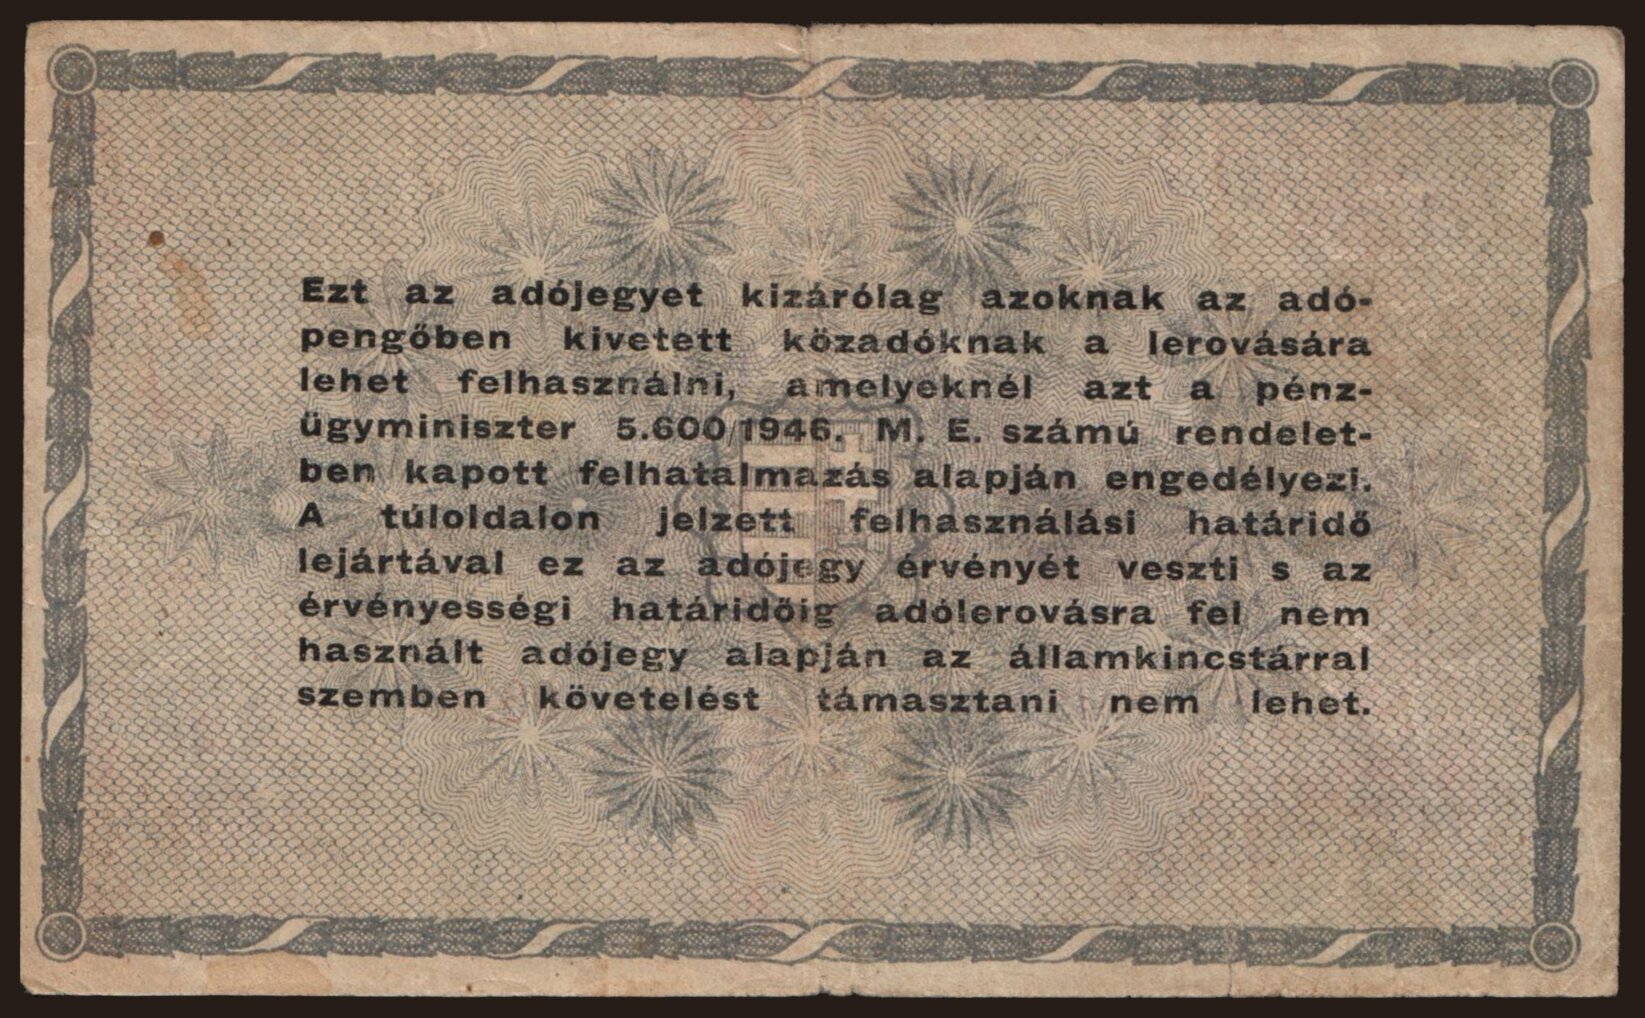 Ezt az adójegyet kizárólag azoknak az adó-
pengőben kivetett közadóknak a lerovására
lehet felhasználni, amelyeknél azt a pénz-
ügyminiszter 5.600/1946. M. E. számú rendelet-
ben kapott felhatalmazás alapján engedélyezi.
A túloldalon jelzett felhasználási határidő
lejártával ez az adójegy érvényét veszti s az
érvényességi határidőig adólerovásra fel nem
használt adójegy alapján az államkincstárral
szemben követelést támasztani nem lehet.